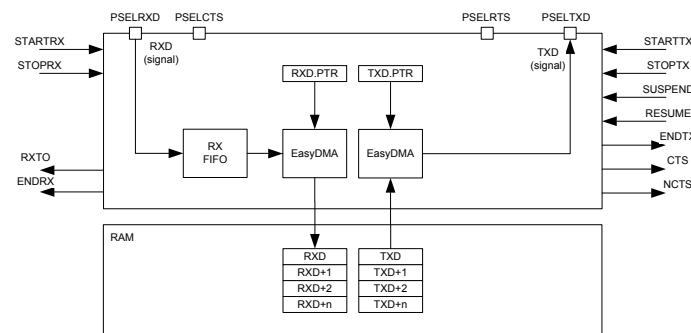 PSELRXD PSELCTS PSELRTS PSELTXD
STARTRX
STOPRX
RXD
(signal)
TXD
(signal)
STARTTX
STOPTX
SUSPEND
RESUME
RXD.PTR
TXD.PTR
RX
FIFO
EasyDMA
EasyDMA
RXTO
ENDRX
ENDTX
CTS
NCTS
RAM
RXD
RXD+1
RXD+2
RXD+n
TXD
TXD+1
TXD+2
TXD+n